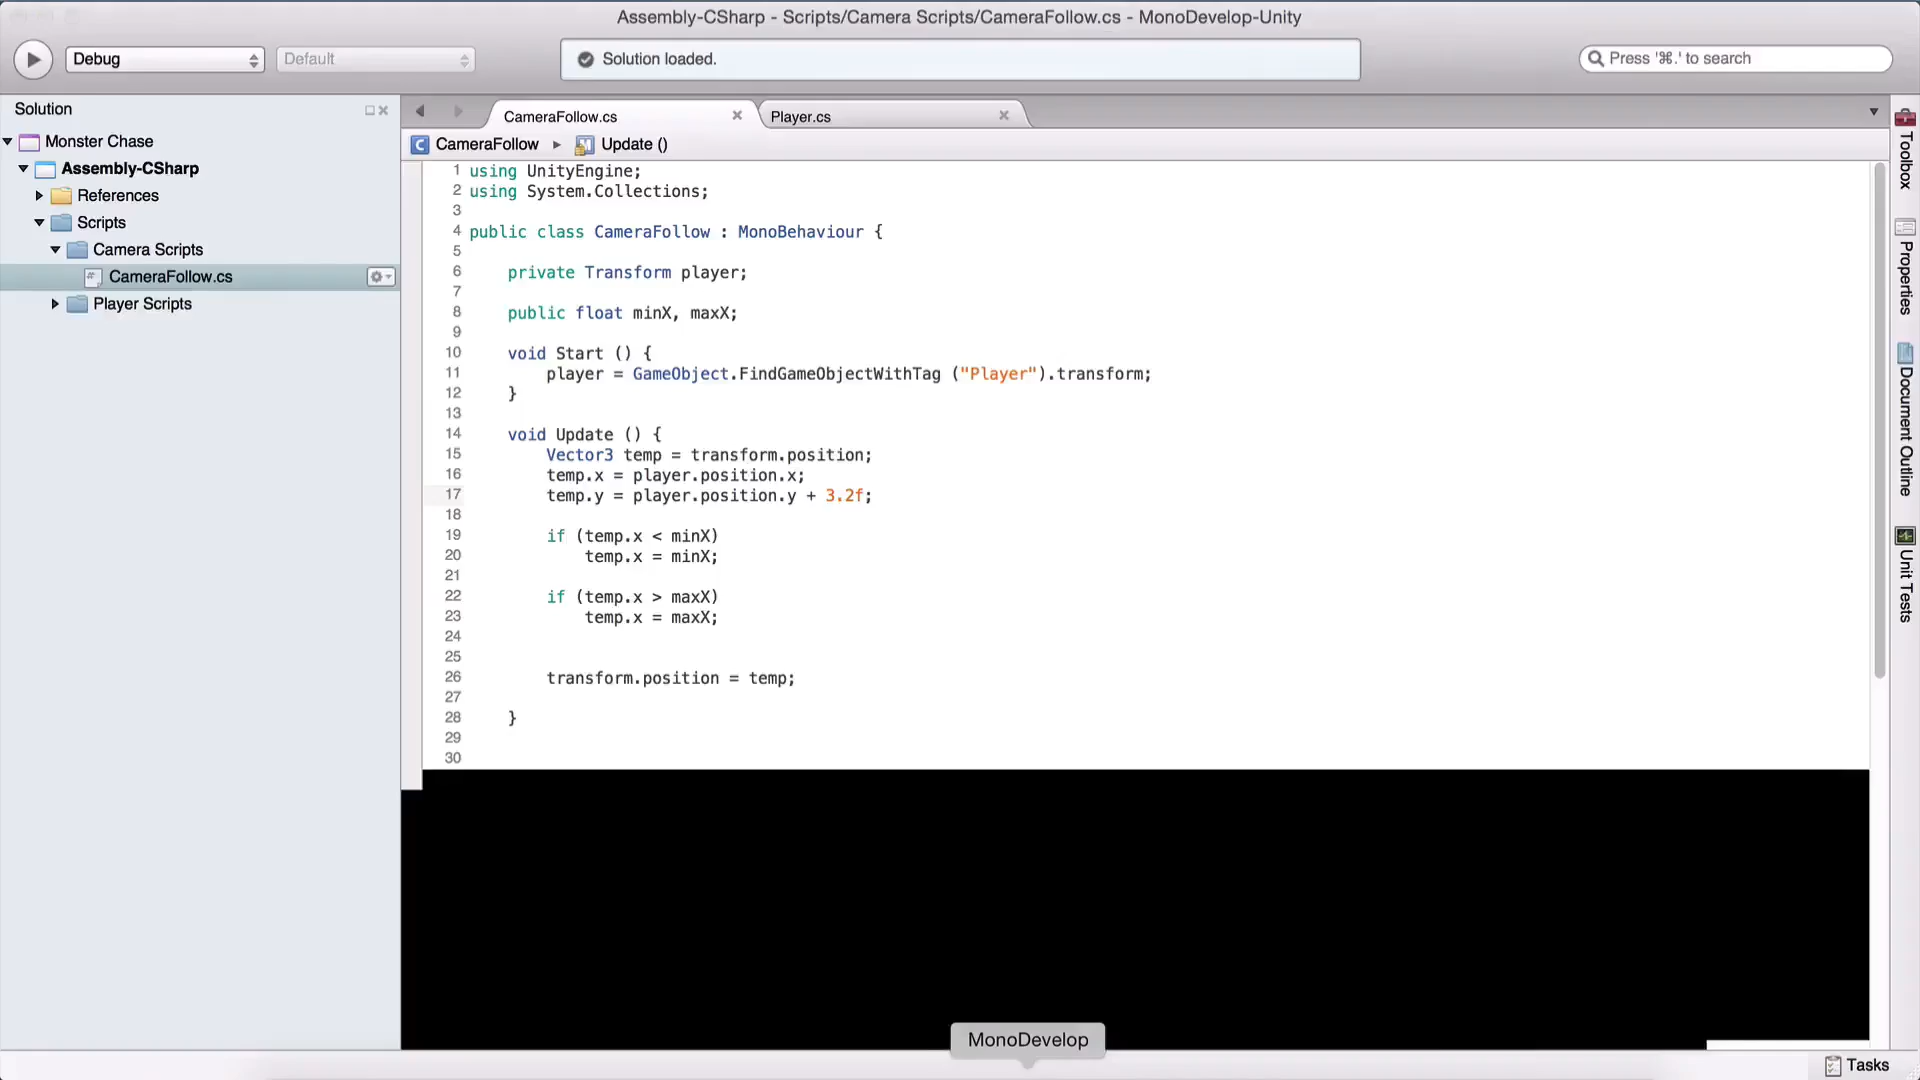 Assembly-CSharp - Scripts/Camera Scripts/CameraFollow.cs - MonoDevelop-Unity
Debug
Default
Solution loaded.
Press '⌘.' to search
Solution
Monster Chase
Assembly-CSharp
References
Scripts
Camera Scripts
CameraFollow.cs
Player Scripts
CameraFollow.cs
Player.cs
CameraFollow
Update ()
1 using UnityEngine;
2 using System.Collections;
3
4 public class CameraFollow : MonoBehaviour {
5
6     private Transform player;
7
8     public float minX, maxX;
9
10     void Start () {
11         player = GameObject.FindGameObjectWithTag ("Player").transform;
12     }
13
14     void Update () {
15         Vector3 temp = transform.position;
16         temp.x = player.position.x;
17         temp.y = player.position.y + 3.2f;
18
19         if (temp.x < minX)
20             temp.x = minX;
21
22         if (temp.x > maxX)
23             temp.x = maxX;
24
25
26         transform.position = temp;
27
28     }
29
30
Toolbox
Properties
Document Outline
Unit Tests
MonoDevelop
Tasks